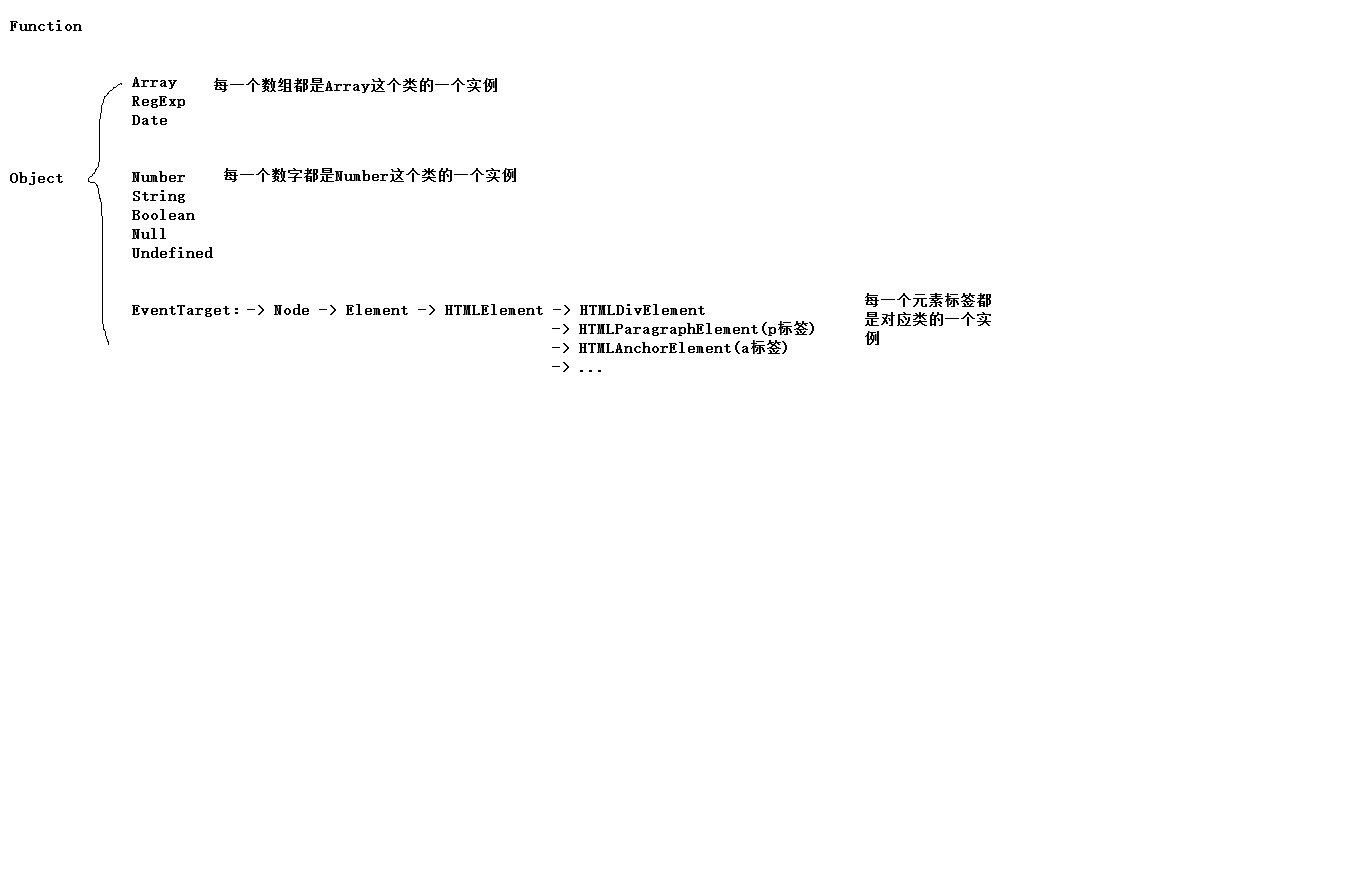 Function
Array 每一个数组都是Array这个类的一个实例
RegExp
Date
Object
Number 每一个数字都是Number这个类的一个实例
String
Boolean
Null
Undefined
EventTarget: -> Node -> Element -> HTMLElement -> HTMLDivElement
-> HTMLParagraphElement(p标签)
-> HTMLAnchorElement(a标签)
-> ...
每一个元素标签都
是对应类的一个实
例